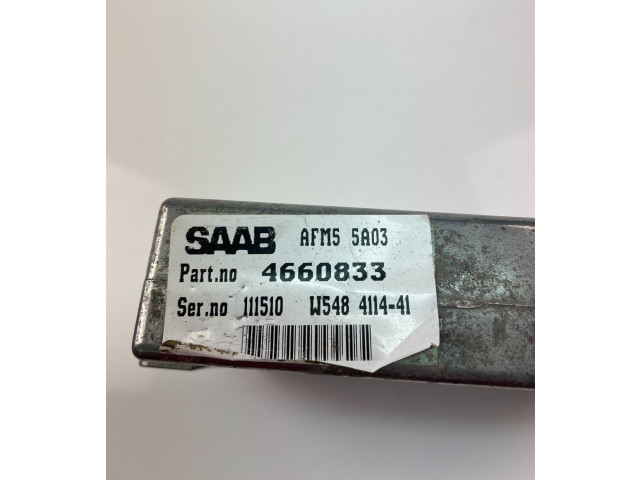 SAAB AFM5 5A03
Part.no 4660833
Ser.no 111510 W548 4114-41